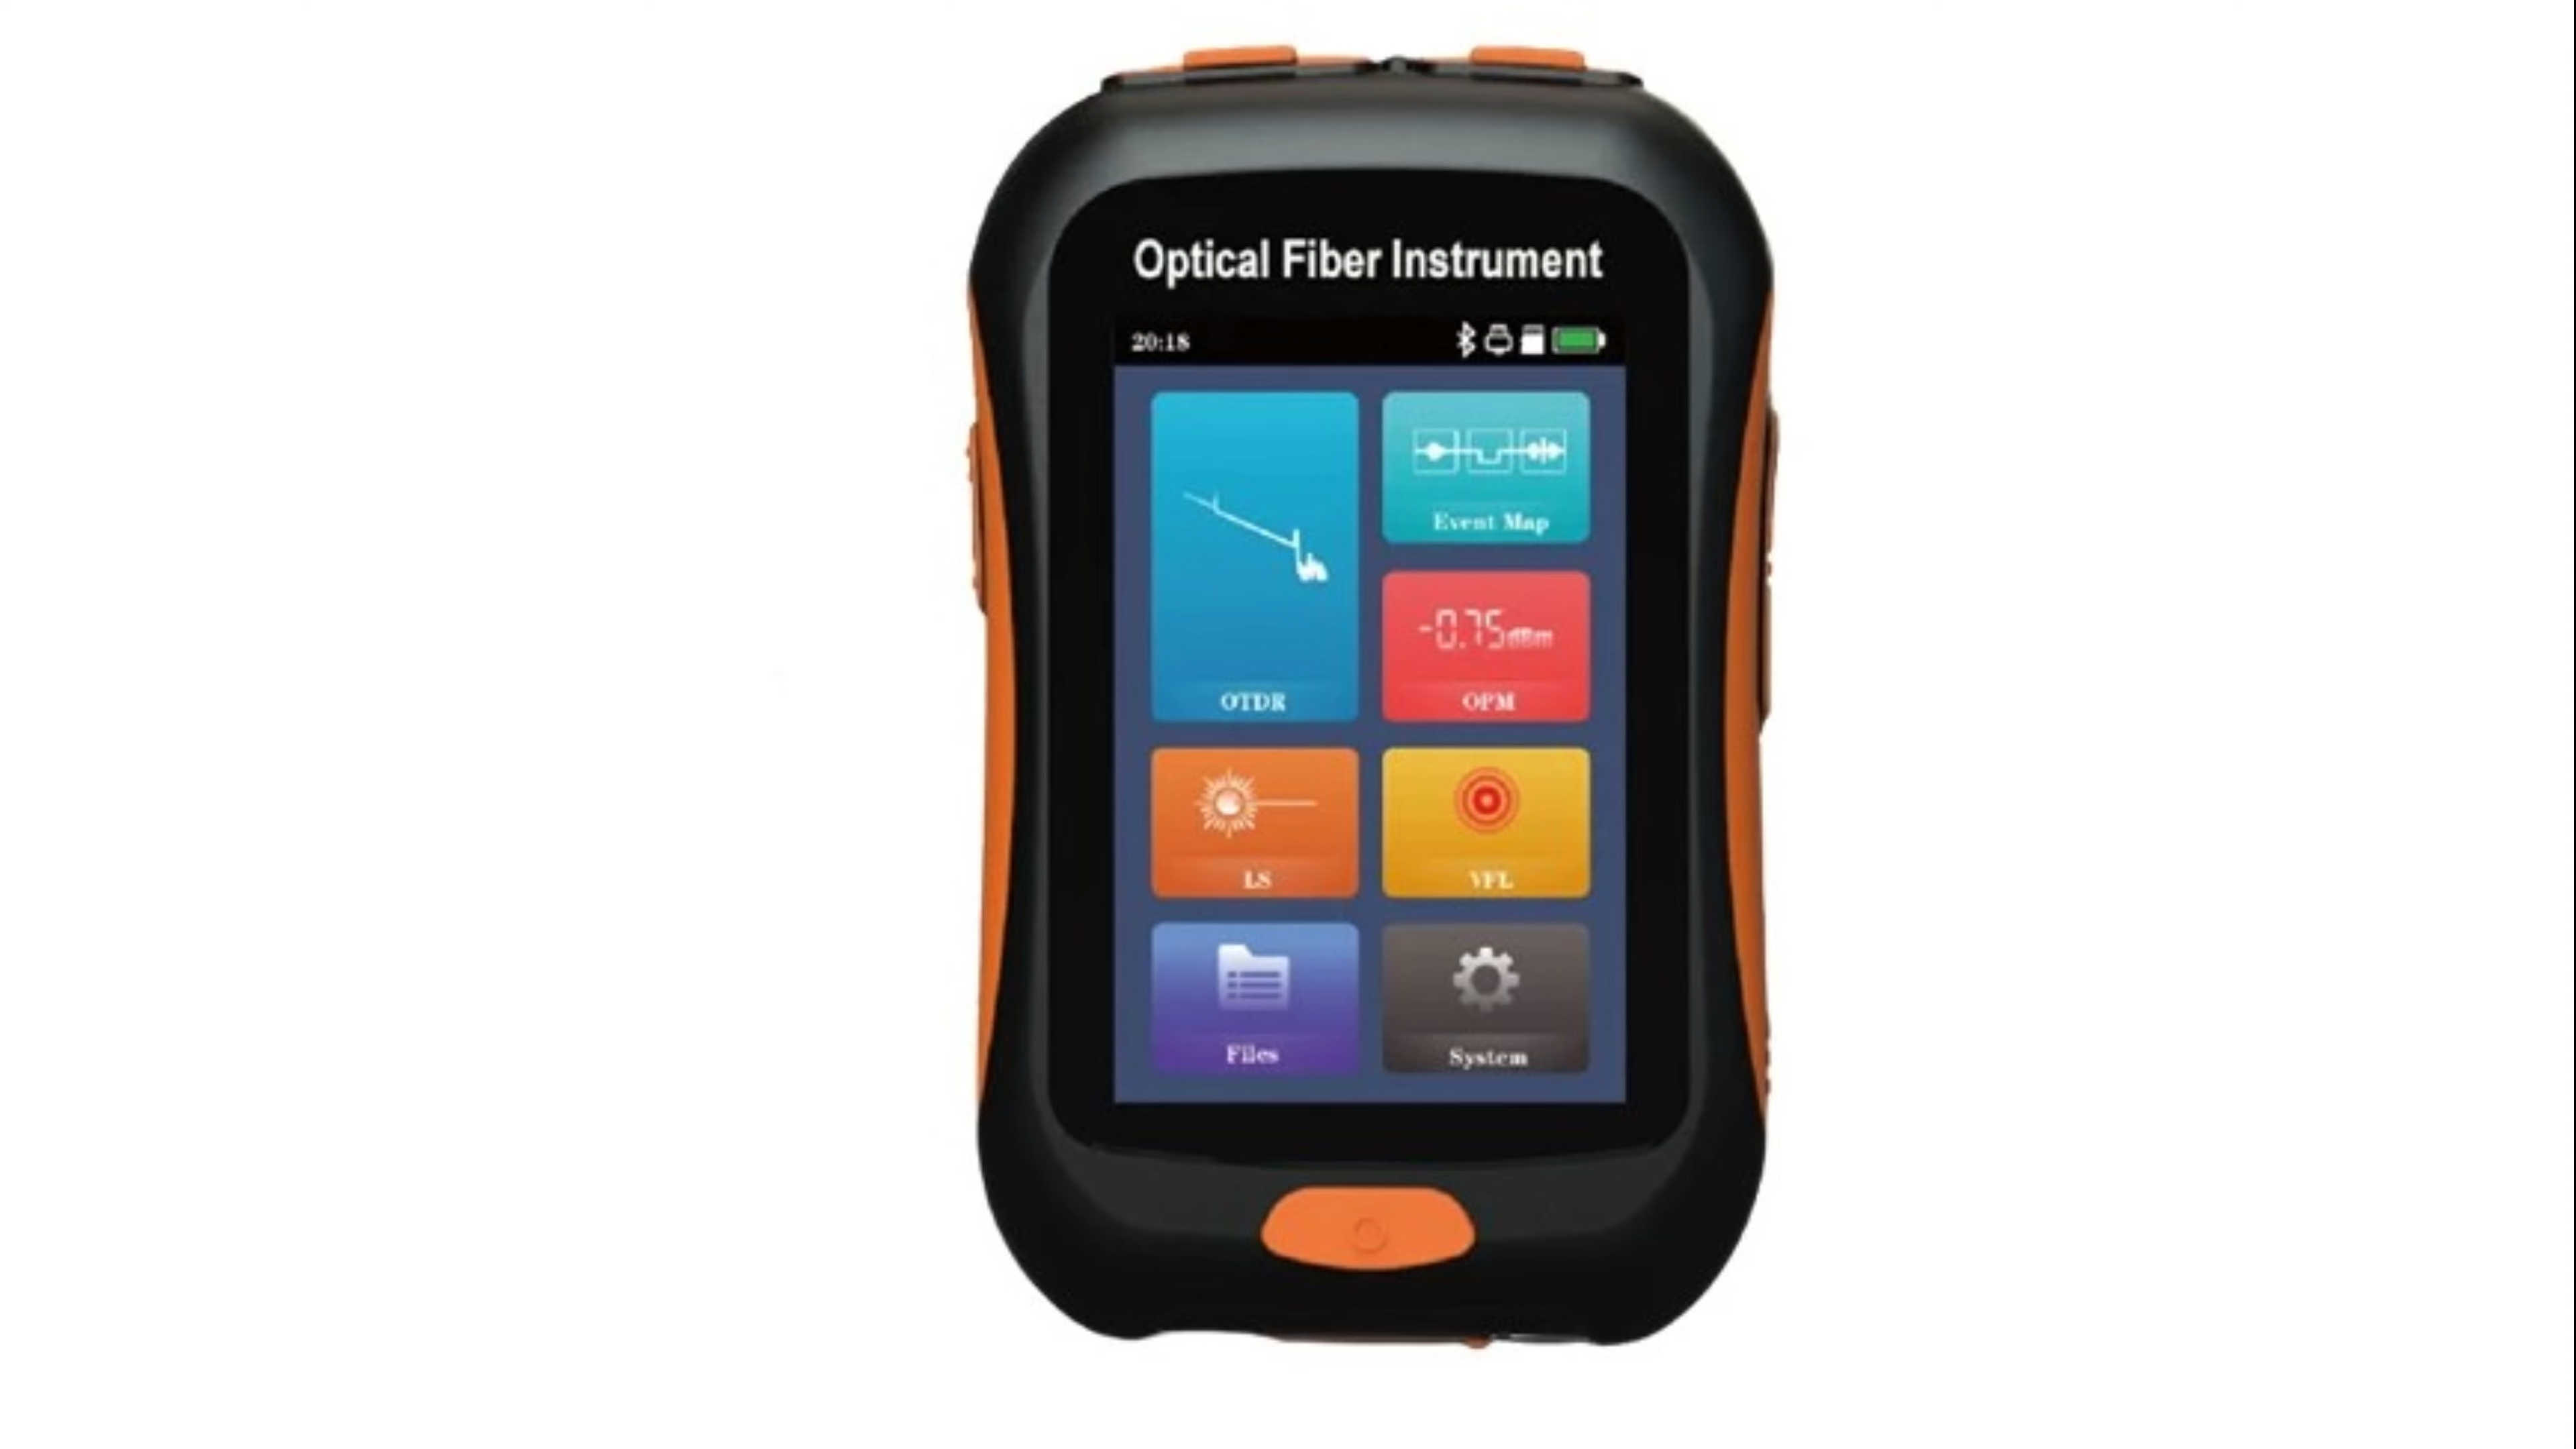 Optical Fiber Instrument
20:18
Event Map
-0.75dBm
OTDR
OPM
LS
VFL
Files
System